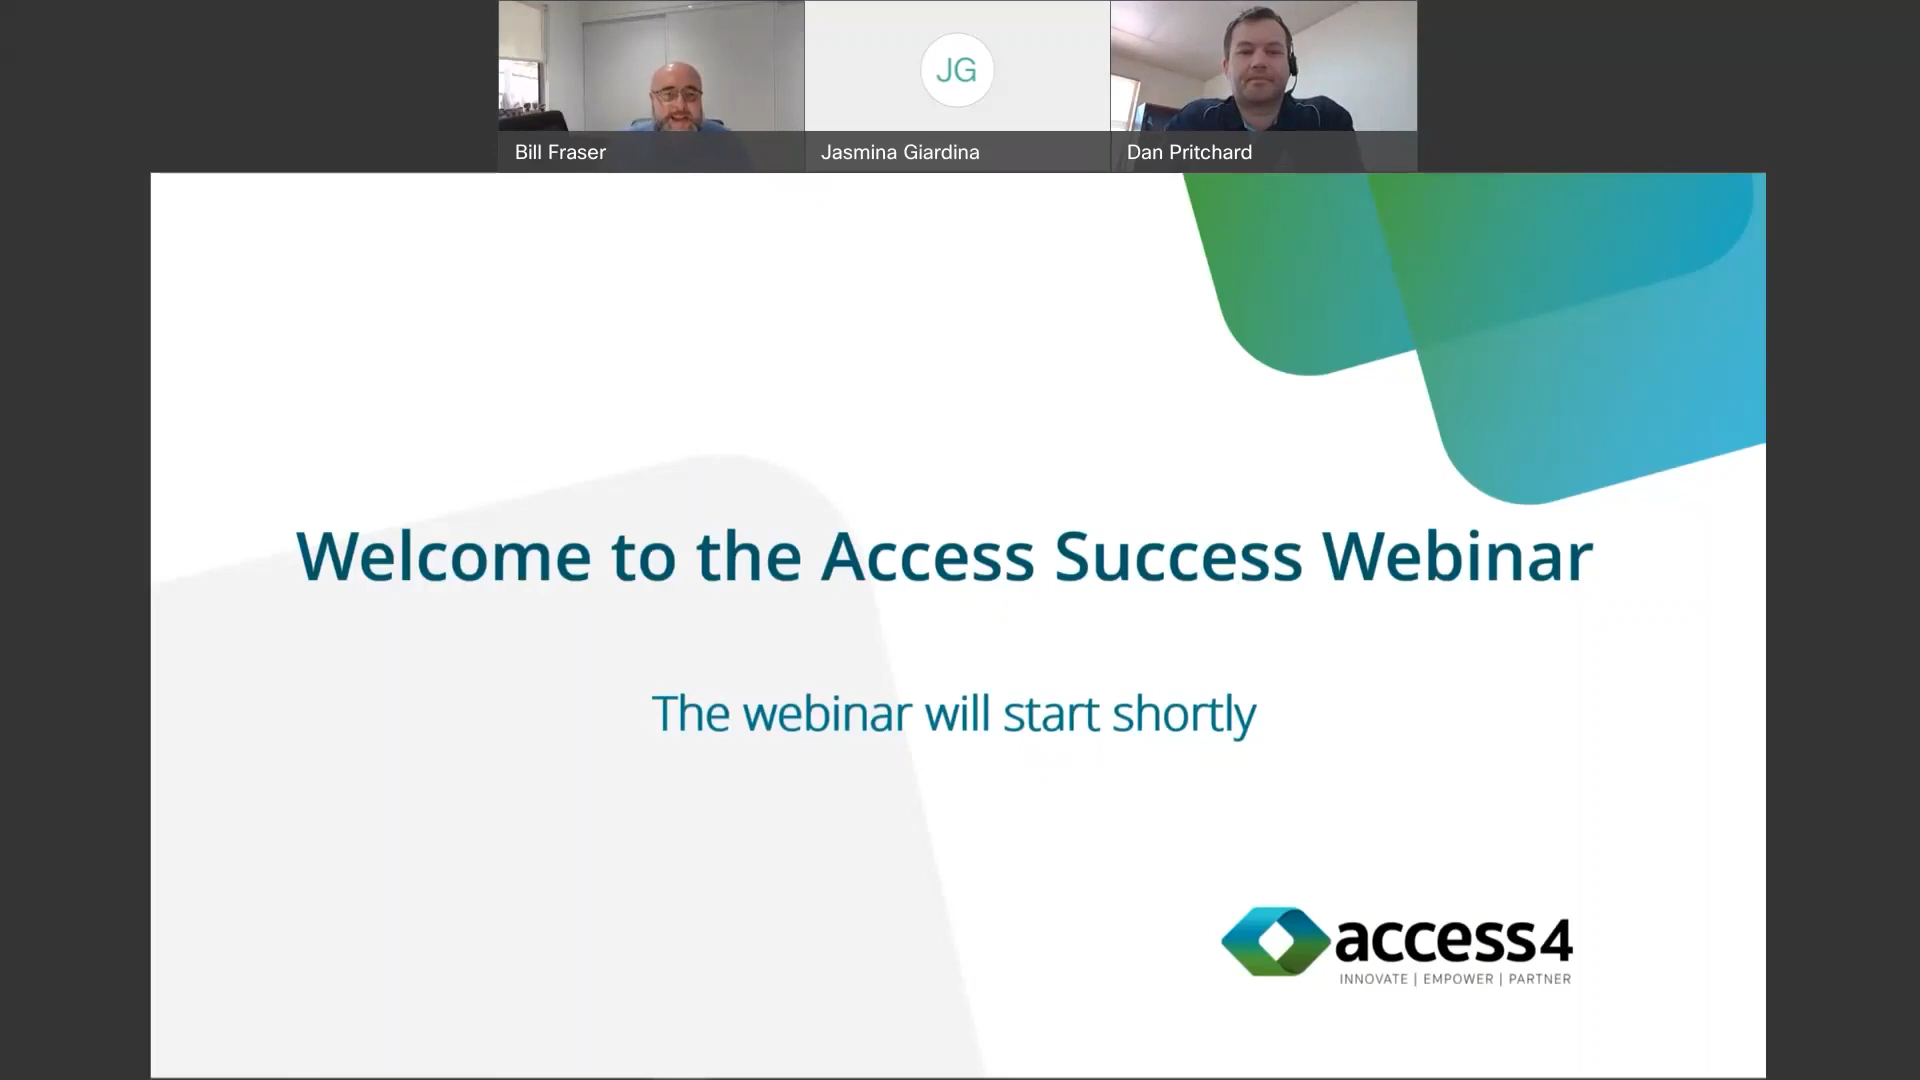 JG
Bill Fraser
Jasmina Giardina
Dan Pritchard
Welcome to the Access Success Webinar
The webinar will start shortly
access4
INNOVATE | EMPOWER | PARTNER